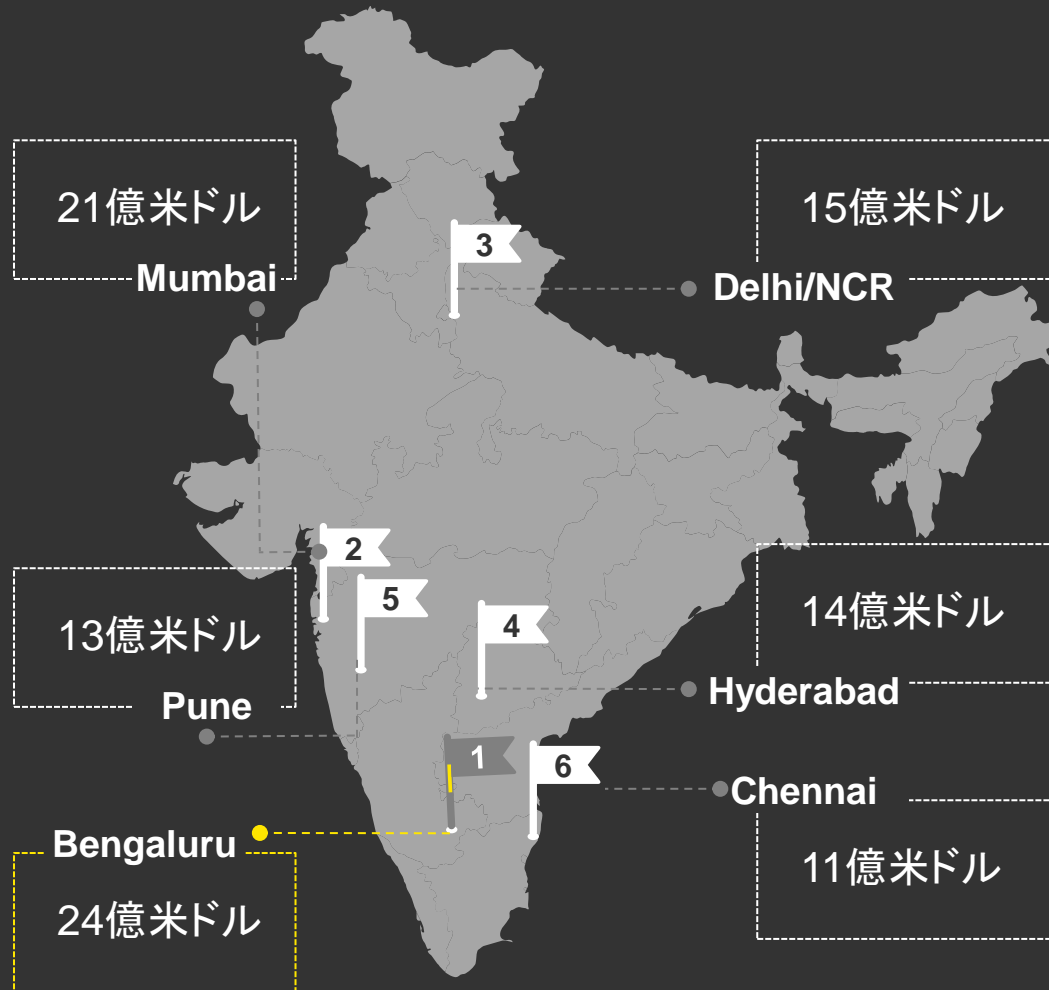 21億米ドル
Mumbai
15億米ドル
Delhi/NCR
3
2
5
4
13億米ドル
Pune
14億米ドル
Hyderabad
1
6
Chennai
11億米ドル
Bengaluru
24億米ドル